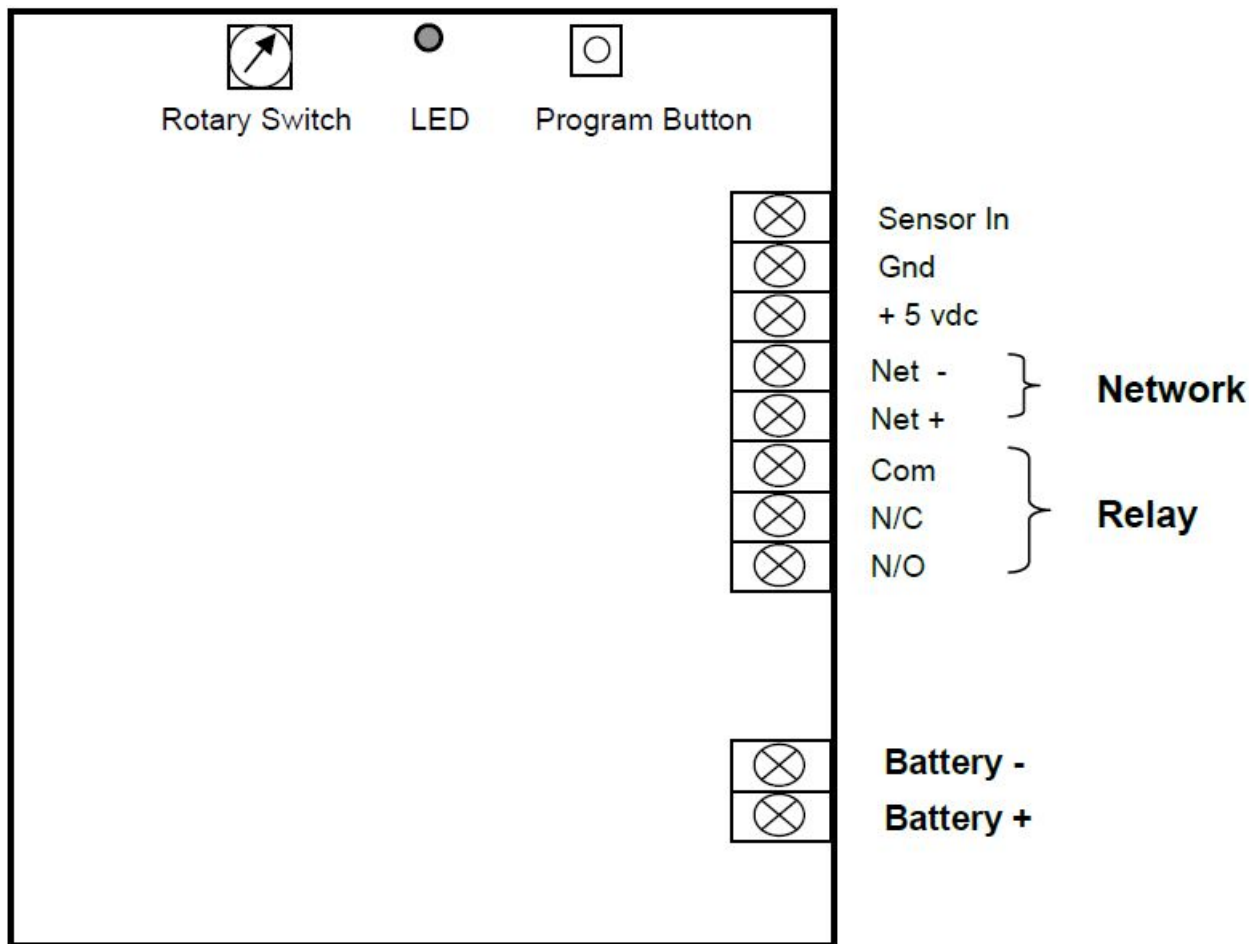 Rotary Switch LED Program Button
Sensor In
Gnd
+ 5 vdc
Net -
Net +
Network
Com
N/C
N/O
Relay
Battery -
Battery +